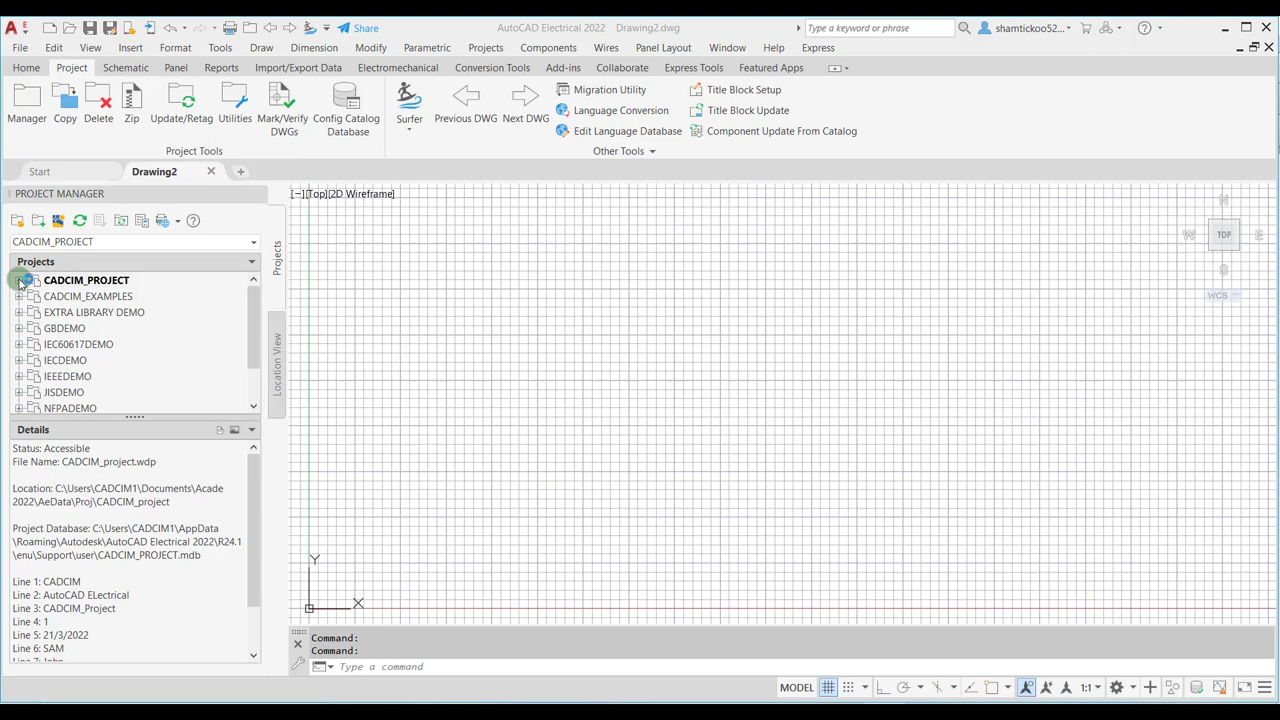 Share
AutoCAD Electrical 2022 Drawing2.dwg
Type a keyword or phrase
shamtickoo52...
File Edit View Insert Format Tools Draw Dimension Modify Parametric Projects Components Wires Panel Layout Window Help Express
Home Project Schematic Panel Reports Import/Export Data Electromechanical Conversion Tools Add-ins Collaborate Express Tools Featured Apps
Manager Copy Delete Zip Update/Retag Utilities Mark/Verify DWGs Config Catalog Database Surfer Previous DWG Next DWG
Migration Utility Title Block Setup
Language Conversion Title Block Update
Edit Language Database Component Update From Catalog
Project Tools Other Tools
Start Drawing2
PROJECT MANAGER
[−][Top][2D Wireframe]
CADCIM_PROJECT
Projects
CADCIM_PROJECT
CADCIM_EXAMPLES
EXTRA LIBRARY DEMO
GBDEMO
IEC60617DEMO
IECDEMO
IEEEDEMO
JISDEMO
NFPADEMO
Projects
Location View
N
W TOP E
S
WCS
Details
Status: Accessible
File Name: CADCIM_project.wdp
Location: C:\Users\CADCIM1\Documents\Acade
2022\AeData\Proj\CADCIM_project
Project Database: C:\Users\CADCIM1\AppData
\Roaming\Autodesk\AutoCAD Electrical 2022\R24.1
\enu\Support\user\CADCIM_PROJECT.mdb
Line 1: CADCIM
Line 2: AutoCAD ELectrical
Line 3: CADCIM_Project
Line 4: 1
Line 5: 21/3/2022
Line 6: SAM
Line 7: John
Y
X
Command:
Command:
Type a command
MODEL 1:1